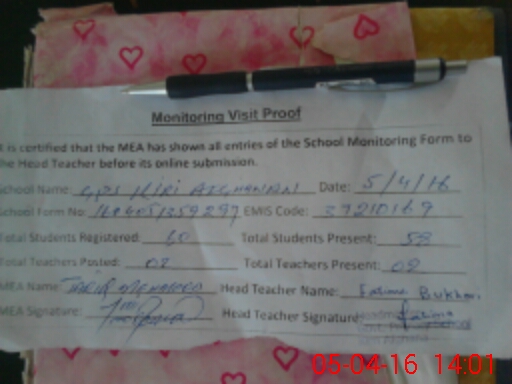 Monitoring Visit Proof
It is certified that the MEA has shown all entries of the School Monitoring Form to
the Head Teacher before its online submission.
School Name: GPS KIRI Date: 5/4/16
School Form No: EMIS Code: 37210169
Total Students Registered: 60 Total Students Present: 58
Total Teachers Posted: 02 Total Teachers Present: 02
MEA Name: Head Teacher Name: Fatima Bukhari
MEA Signature: Head Teacher Signature: Fatima
05-04-16 14:01